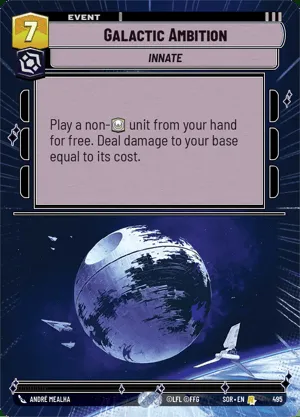 7
EVENT
GALACTIC AMBITION
INNATE
Play a non- unit from your hand
for free. Deal damage to your base
equal to its cost.
ANDRÉ MEALHA
©LFL ©FFG
SOR • EN
495